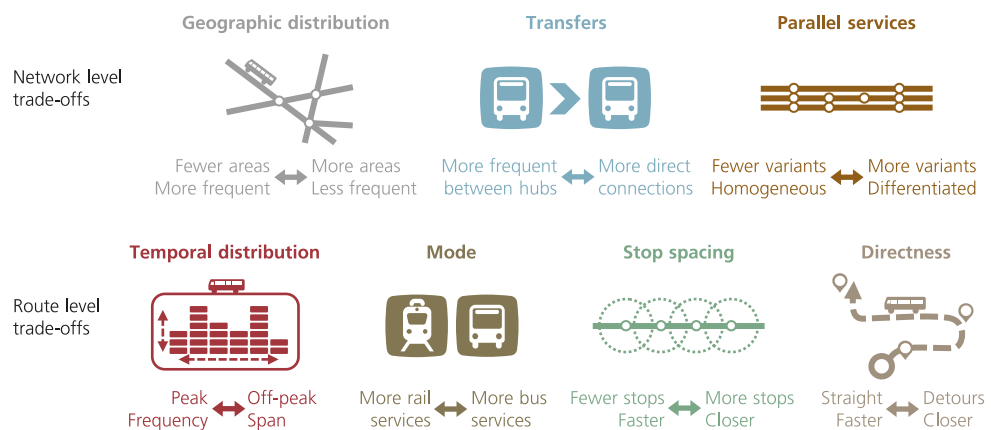 Geographic distribution
Transfers
Parallel services
Network level
trade-offs
Fewer areas
More frequent
More areas
Less frequent
More frequent
between hubs
More direct
connections
Fewer variants
Homogeneous
More variants
Differentiated
Temporal distribution
Mode
Stop spacing
Directness
Route level
trade-offs
Peak
Frequency
Off-peak
Span
More rail
services
More bus
services
Fewer stops
Faster
More stops
Closer
Straight
Faster
Detours
Closer